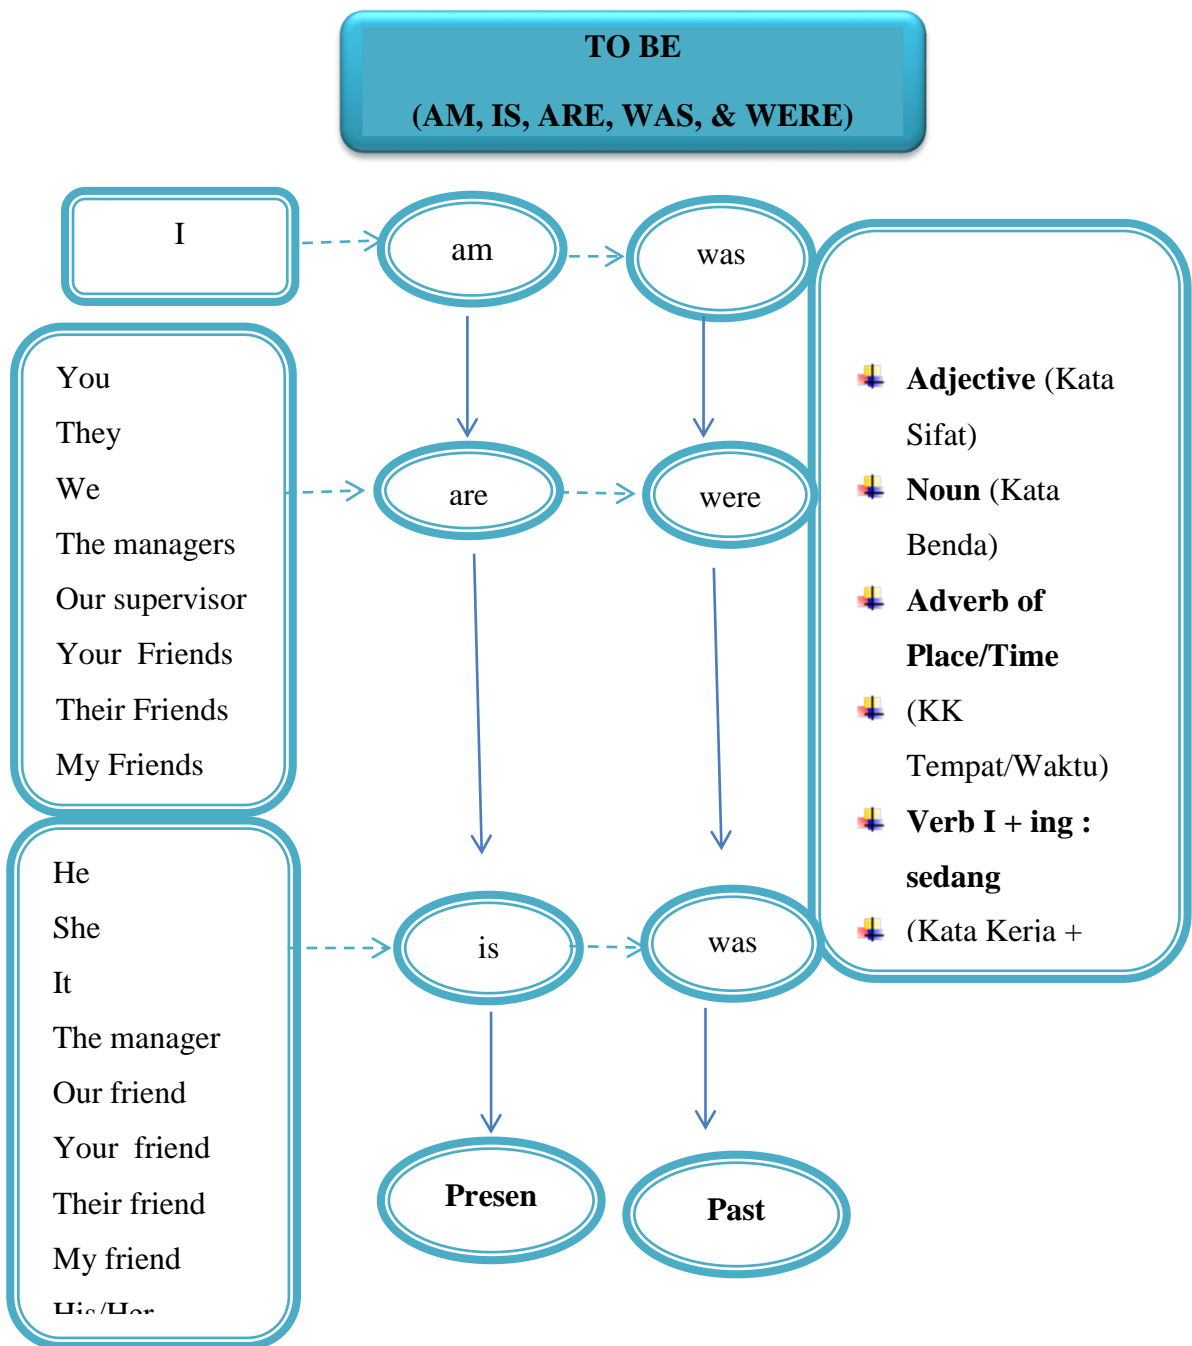 TO BE
(AM, IS, ARE, WAS, & WERE)
I
am
was
You
They
We
The managers
Our supervisor
Your Friends
Their Friends
My Friends
are
were
He
She
It
The manager
Our friend
Your friend
Their friend
My friend
His/Her
is
was
Adjective (Kata
Sifat)
Noun (Kata
Benda)
Adverb of
Place/Time
(KK
Tempat/Waktu)
Verb I + ing :
sedang
(Kata Kerja +
Presen
Past